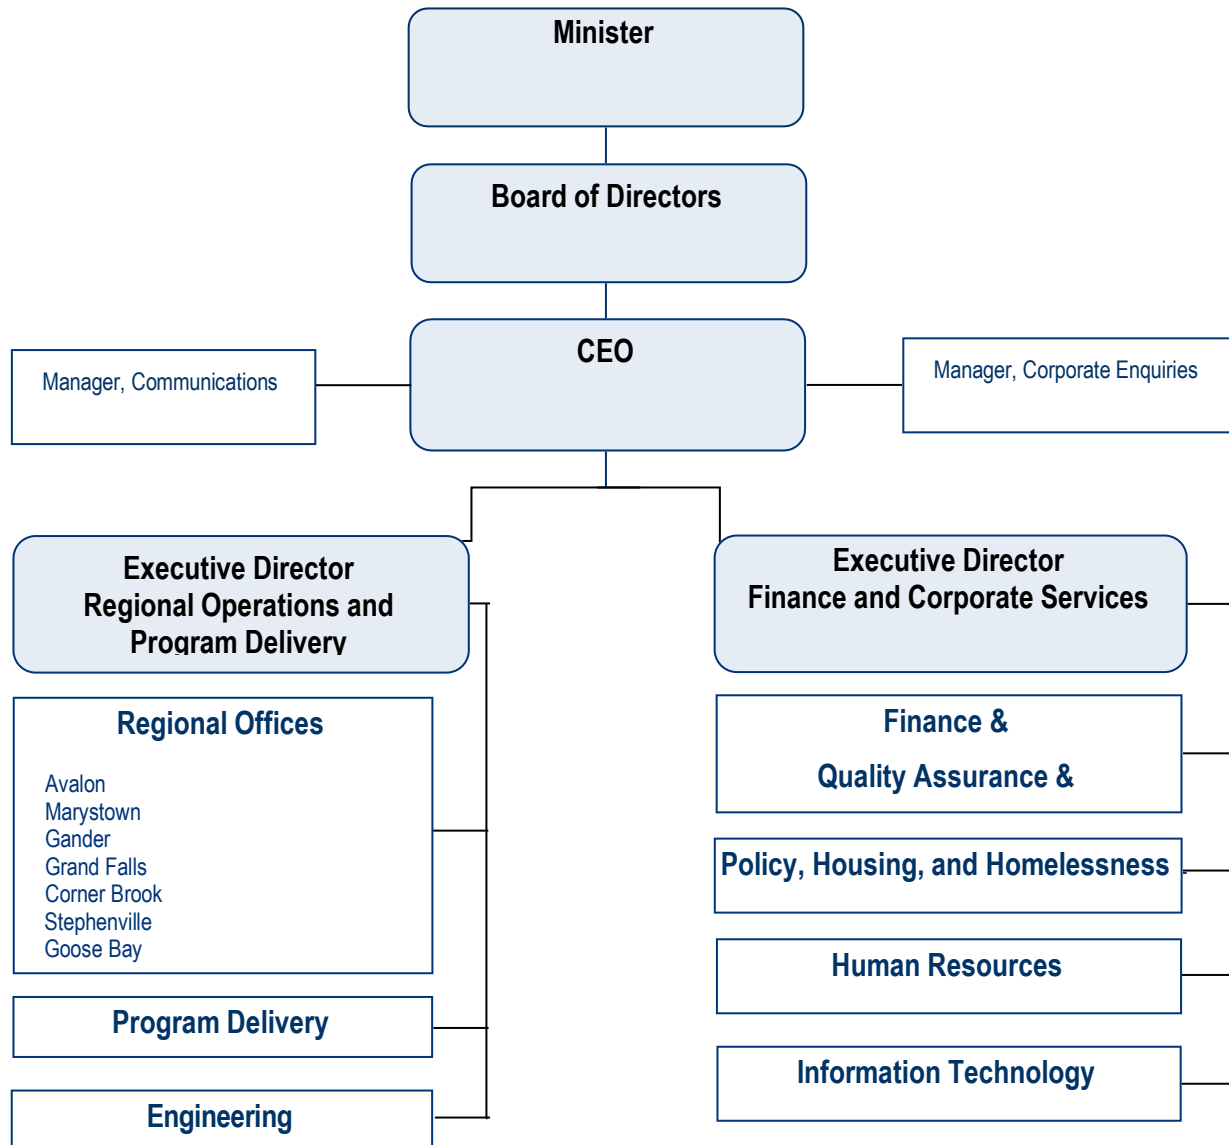 Minister
Board of Directors
CEO
Manager, Communications
Manager, Corporate Enquiries
Executive Director
Regional Operations and
Program Delivery
Executive Director
Finance and Corporate Services
Regional Offices
Avalon
Marystown
Gander
Grand Falls
Corner Brook
Stephenville
Goose Bay
Program Delivery
Engineering
Finance &
Quality Assurance &
Policy, Housing, and Homelessness
Human Resources
Information Technology